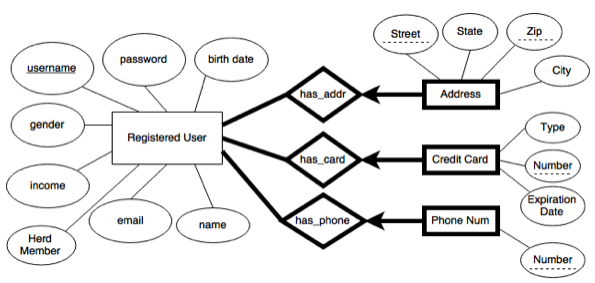 Street
State
Zip
City
username
password
birth date
has_addr
Address
gender
Registered User
Type
has_card
Credit Card
Number
income
Expiration
Date
email
name
has_phone
Phone Num
Herd
Member
Number